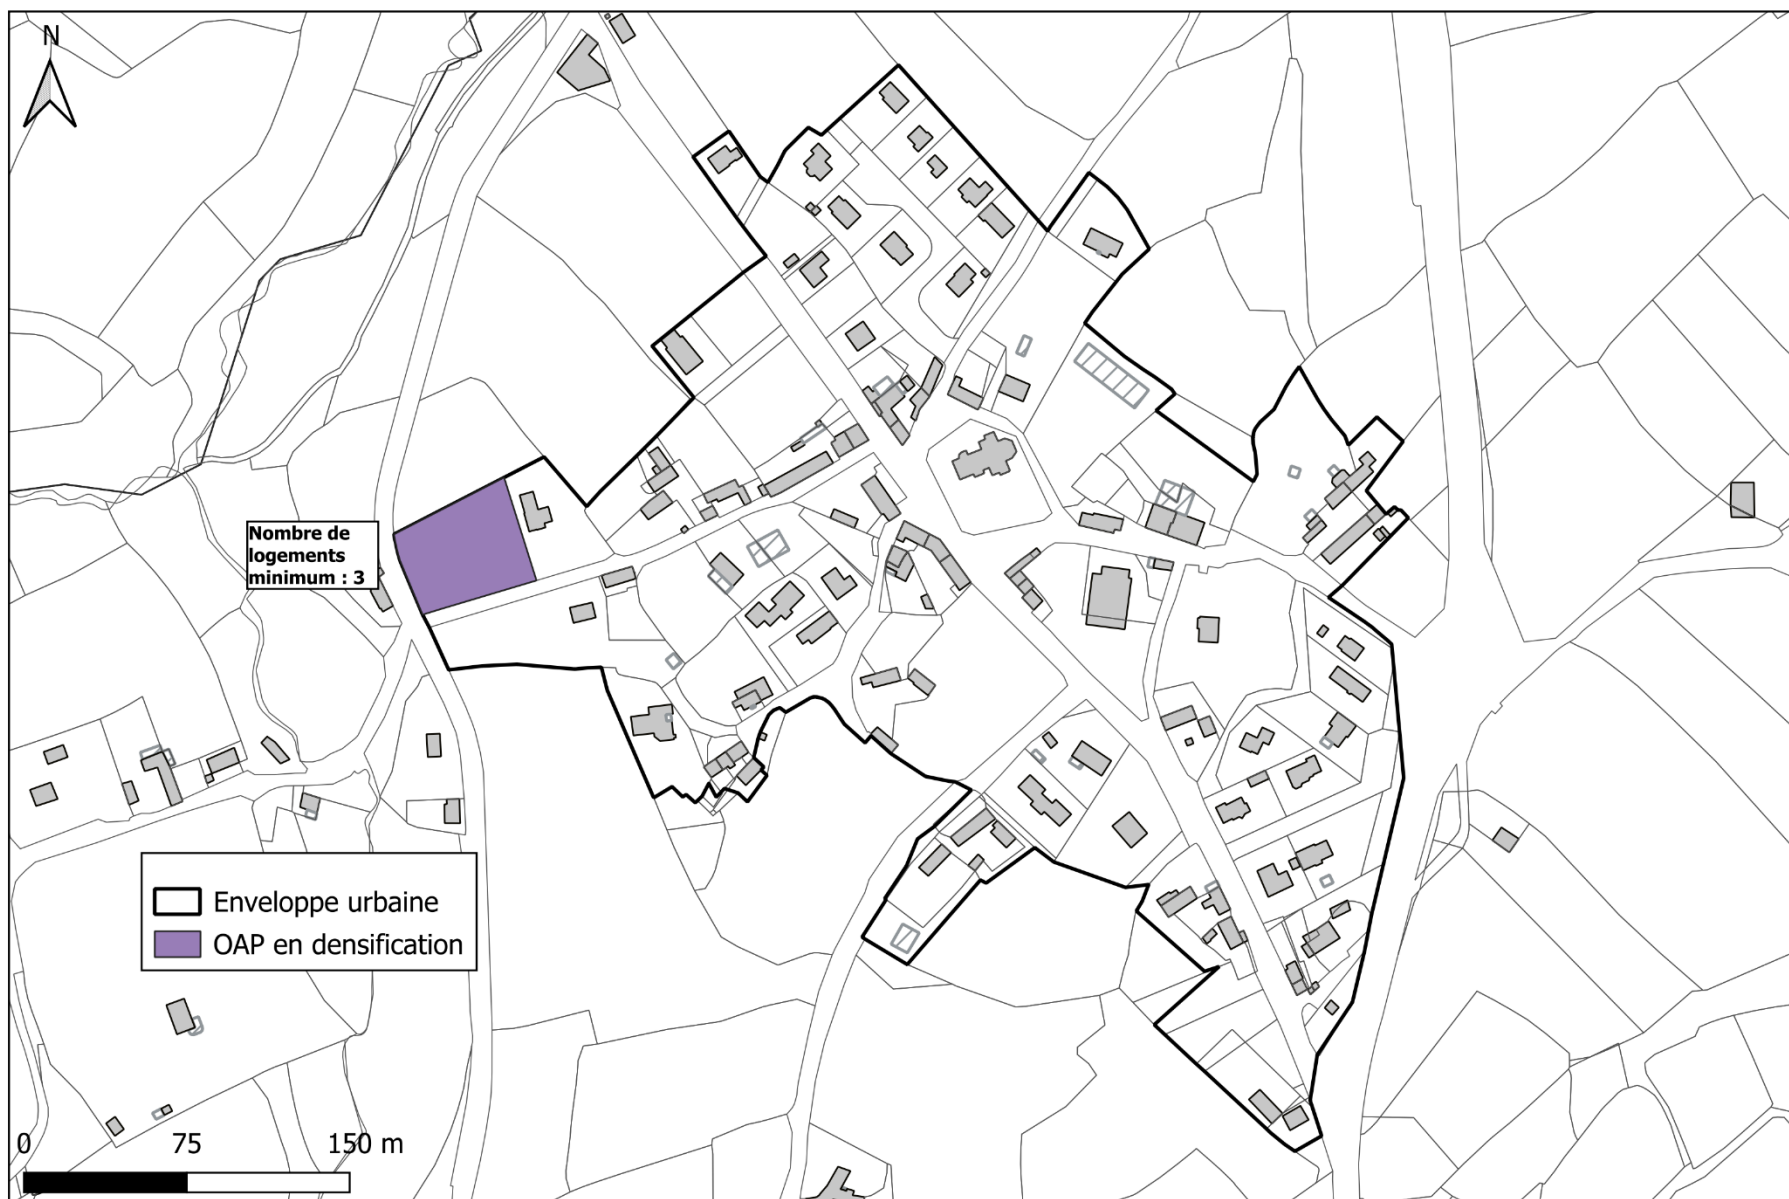 N
Nombre de
logements
minimum : 3
Enveloppe urbaine
OAP en densification
0 75 150 m